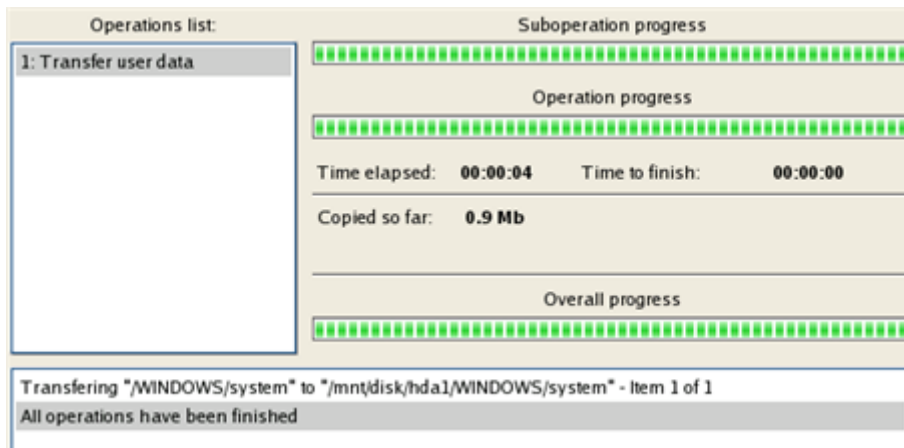 Operations list:
1: Transfer user data
Suboperation progress
Operation progress
Time elapsed: 00:00:04 Time to finish: 00:00:00
Copied so far: 0.9 Mb
Overall progress
Transfering "/WINDOWS/system" to "/mnt/disk/hda1/WINDOWS/system" - Item 1 of 1
All operations have been finished